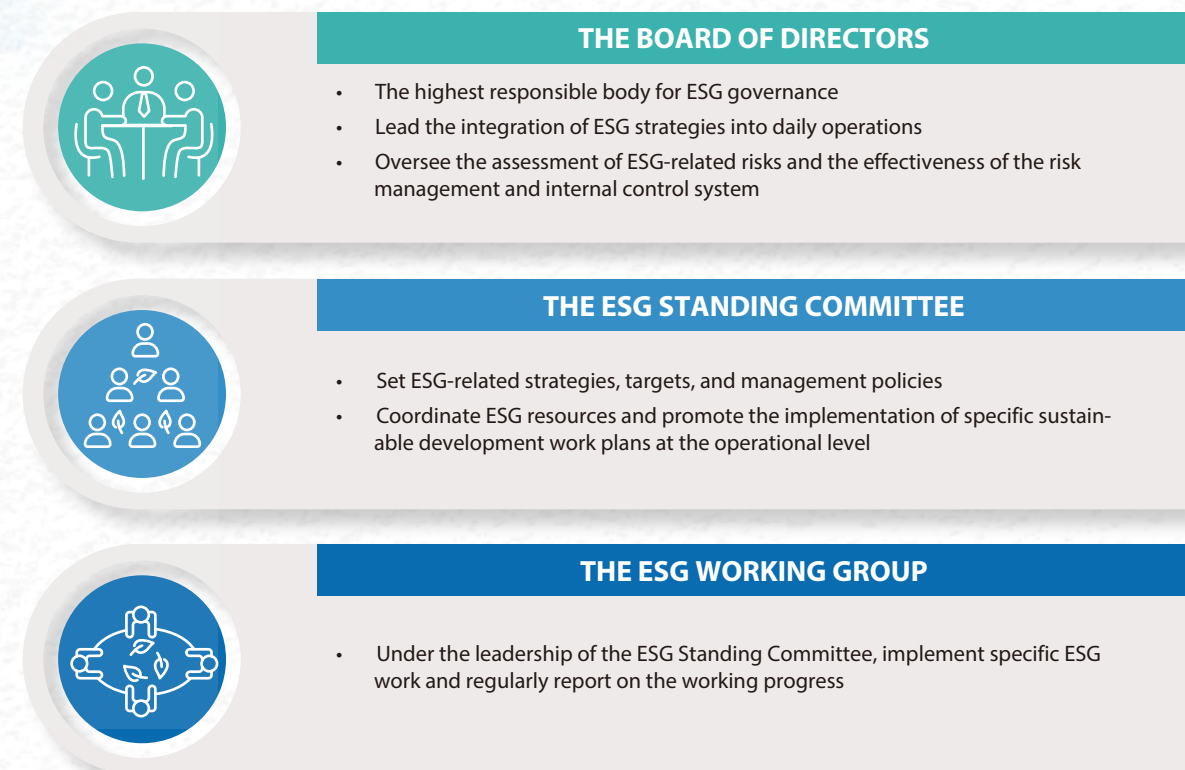 THE BOARD OF DIRECTORS
• The highest responsible body for ESG governance
• Lead the integration of ESG strategies into daily operations
• Oversee the assessment of ESG-related risks and the effectiveness of the risk
management and internal control system
THE ESG STANDING COMMITTEE
• Set ESG-related strategies, targets, and management policies
• Coordinate ESG resources and promote the implementation of specific sustain-
able development work plans at the operational level
THE ESG WORKING GROUP
• Under the leadership of the ESG Standing Committee, implement specific ESG
work and regularly report on the working progress